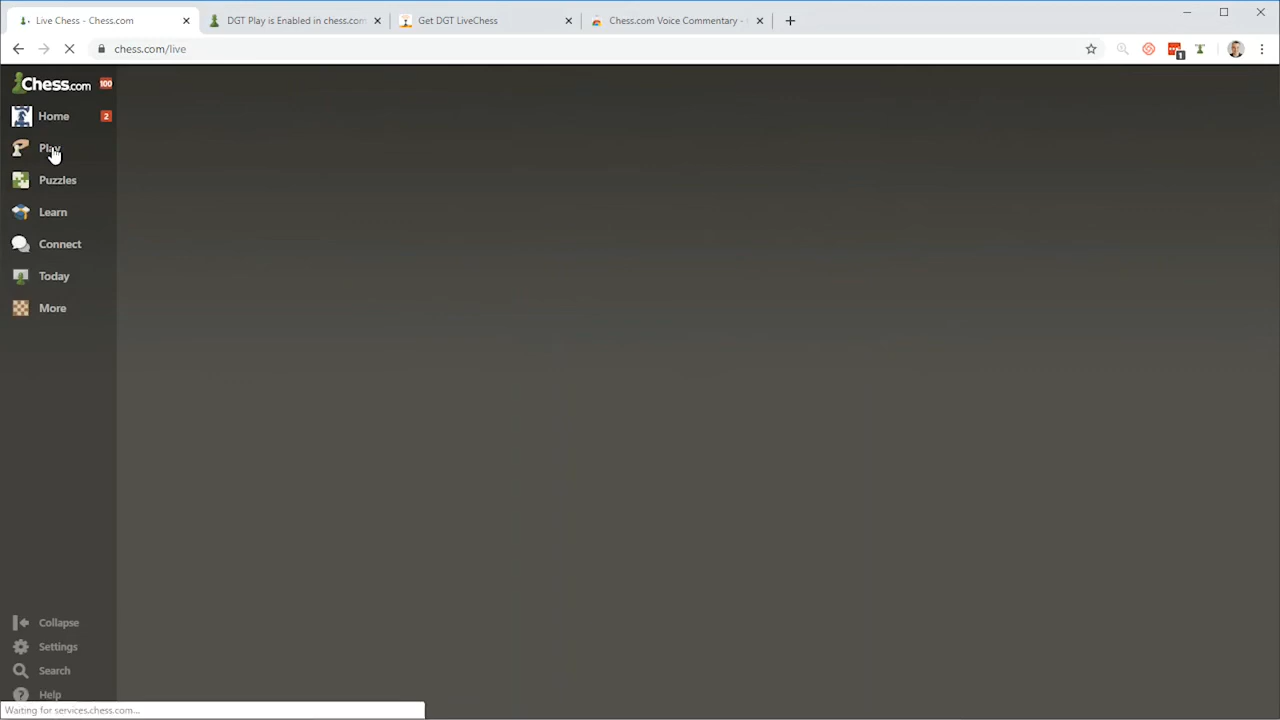 Live Chess - Chess.com
DGT Play is Enabled in chess.com
Get DGT LiveChess
Chess.com Voice Commentary -
chess.com/live
1
Chess.com 100
Home 2
Play
Puzzles
Learn
Connect
Today
More
Collapse
Settings
Search
Help
Waiting for services.chess.com...